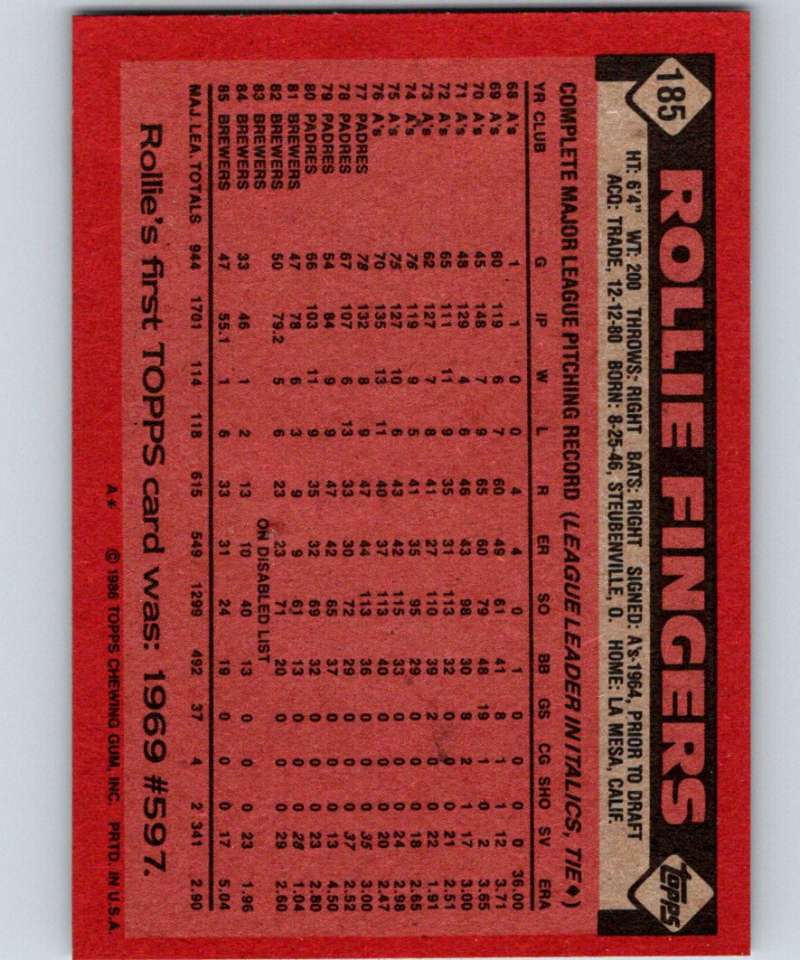 185
ROLLIE FINGERS
topps
HT: 6'4" WT: 200 THROWS: RIGHT BATS: RIGHT SIGNED: A's-1964, PRIOR TO DRAFT
ACQ: TRADE, 12-12-80 BORN: 8-25-46, STEUBENVILLE, O. HOME: LA MESA, CALIF.
COMPLETE MAJOR LEAGUE PITCHING RECORD (LEAGUE LEADER IN ITALICS, TIE♦)
YR CLUB G IP W L R ER SO BB GS CG SHO SV ERA
68 A's 1 1 0 0 4 4 0 1 0 0 0 0 36.00
69 A's 60 119 6 7 60 49 61 41 8 1 1 12 3.71
70 A's 45 148 7 9 65 60 79 48 19 1 0 2 3.65
71 A's 48 129 4 6 46 43 98 30 8 2 1 17 3.00
72 A's 65 111 11 9 35 31 113 32 0 0 0 21 2.51
73 A's 62 127 7 8 41 27 110 39 2 0 0 22 1.91
74 A's 76 119 9 5 41 35 95 29 0 0 0 18 2.65
75 A's 75 127 10 6 43 42 115 33 0 0 0 24 2.98
76 A's 70 135 13 11 40 37 113 40 0 0 0 20 2.47
77 PADRES 78 132 8 9 47 44 113 36 0 0 0 35 3.00
78 PADRES 67 107 6 13 33 30 72 29 0 0 0 37 2.52
79 PADRES 54 84 9 9 47 42 65 37 0 0 0 13 4.50
80 PADRES 66 103 11 9 35 32 69 32 0 0 0 23 2.80
81 BREWERS 47 78 6 3 9 9 61 13 0 0 0 28 1.04
82 BREWERS 50 79.2 5 6 23 23 71 20 0 0 0 29 2.60
83 BREWERS ON DISABLED LIST
84 BREWERS 33 46 1 2 13 10 40 13 0 0 0 23 1.96
85 BREWERS 47 55.1 1 6 33 31 24 19 0 0 0 17 5.04
MAJ. LEA. TOTALS 944 1701 114 118 615 549 1299 492 37 4 2 341 2.90
Rollie's first TOPPS card was: 1969 #597.
A* © 1986 TOPPS CHEWING GUM, INC. PRTD. IN U.S.A.